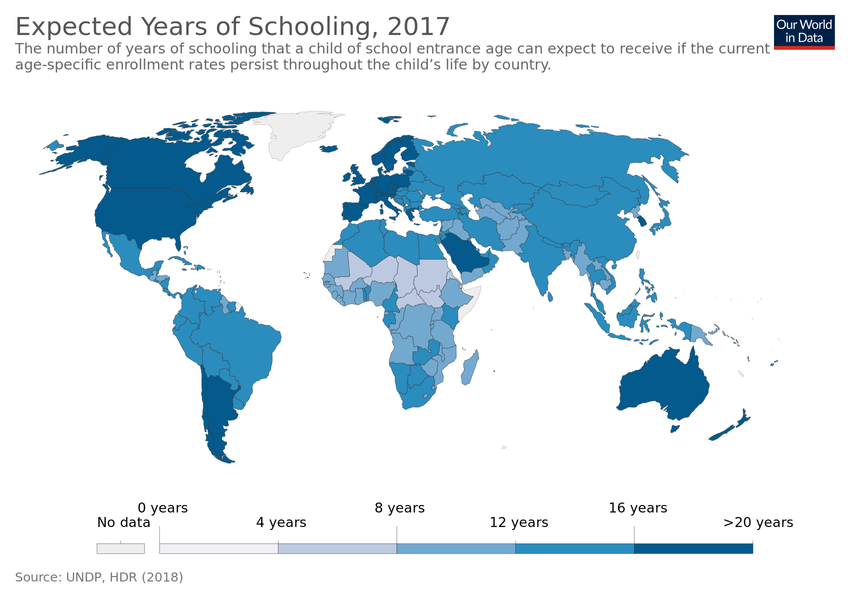 Expected Years of Schooling, 2017
Our World
in Data
The number of years of schooling that a child of school entrance age can expect to receive if the current
age-specific enrollment rates persist throughout the child's life by country.
0 years
8 years
16 years
No data
4 years
12 years
>20 years
Source: UNDP, HDR (2018)